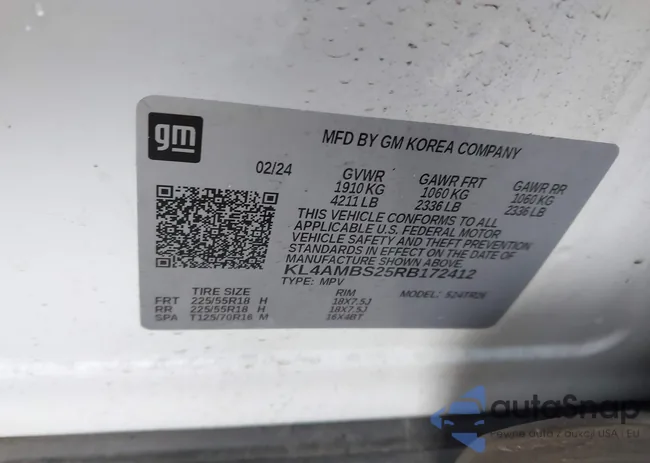 gm
MFD BY GM KOREA COMPANY
02/24
GVWR
1910 KG
4211 LB
GAWR FRT
1060 KG
2336 LB
GAWR RR
1060 KG
2336 LB
THIS VEHICLE CONFORMS TO ALL
APPLICABLE U.S. FEDERAL MOTOR
VEHICLE SAFETY AND THEFT PREVENTION
STANDARDS IN EFFECT ON THE DATE OF
MANUFACTURE SHOWN ABOVE.
KL4AMBS25RB172412
TYPE: MPV
MODEL:
TIRE SIZE RIM
FRT 225/55R18 H 18X7.5J
RR 225/55R18 H 18X7.5J
SPA T125/70R16 M 16X4BT
autoSnap
USA EU